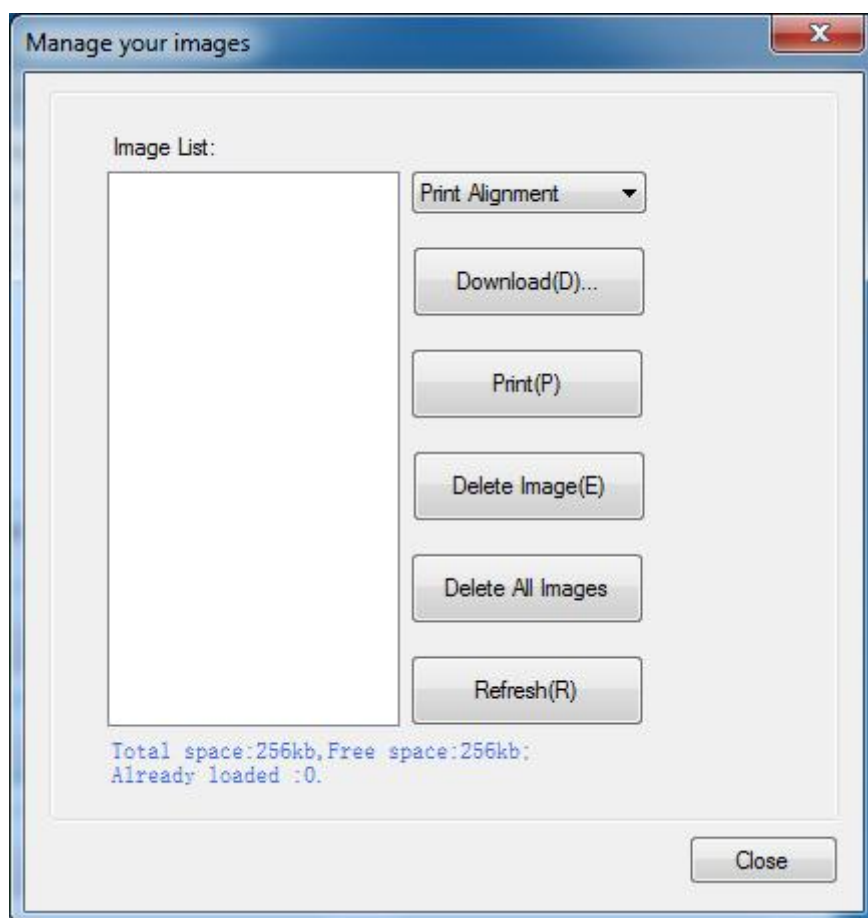 Manage your images
Image List:
Print Alignment
Download(D)...
Print(P)
Delete Image(E)
Delete All Images
Refresh(R)
Total space:256kb,Free space:256kb;
Already loaded :0.
Close